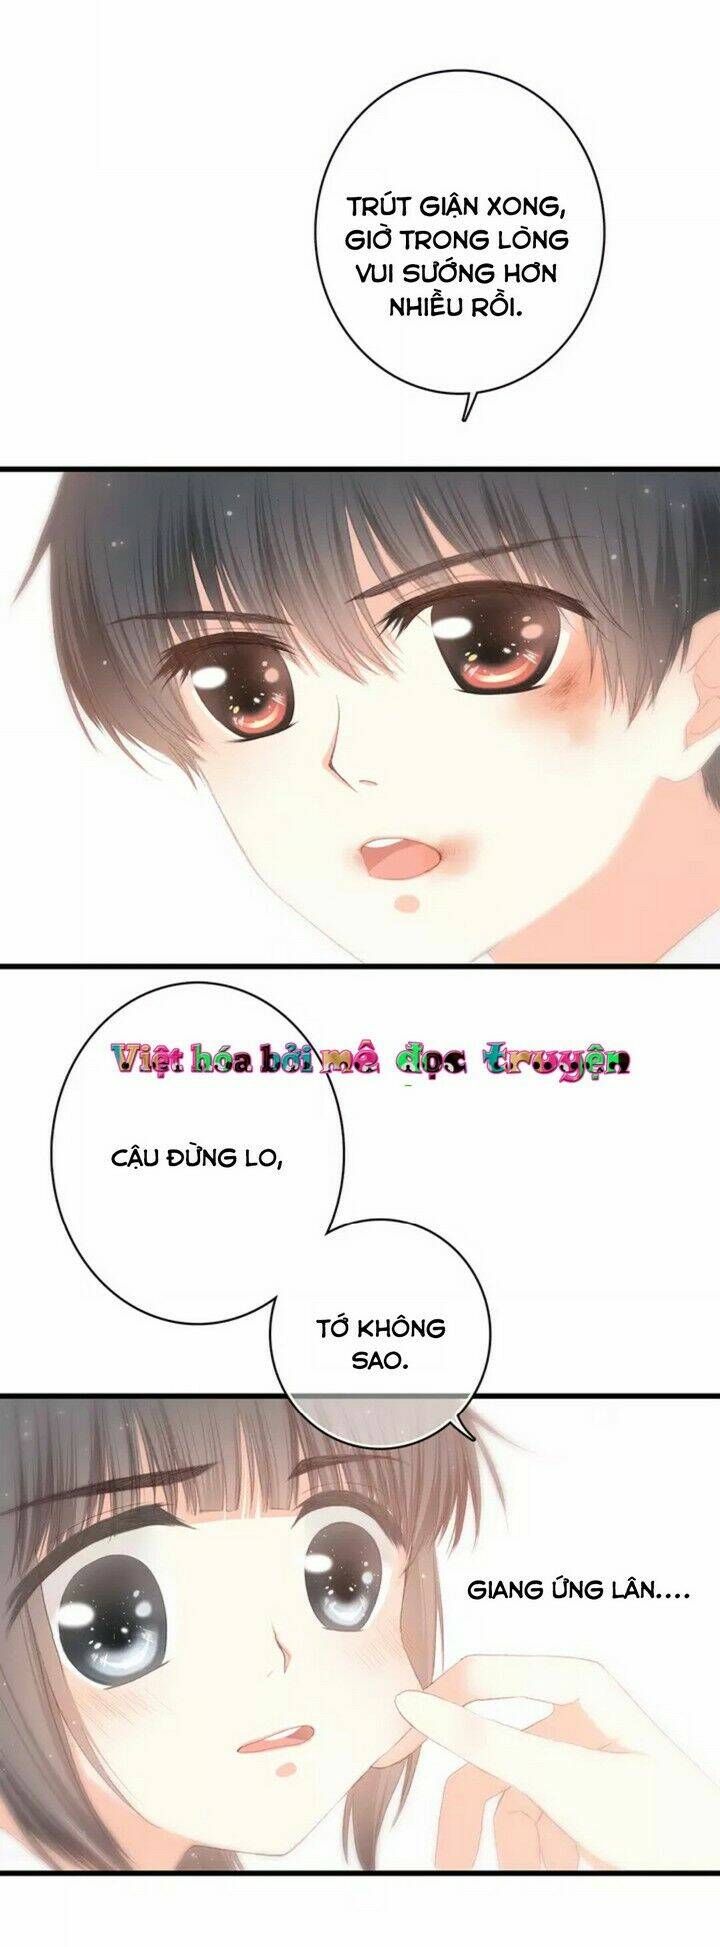 TRÚT GIẬN XONG,
GIỜ TRONG LÒNG
VUI SƯỚNG HƠN
NHIỀU RỒI.
Việt hóa bởi mê đọc truyện
CẬU ĐỪNG LO,
TỚ KHÔNG
SAO.
GIANG ỨNG LÂN....